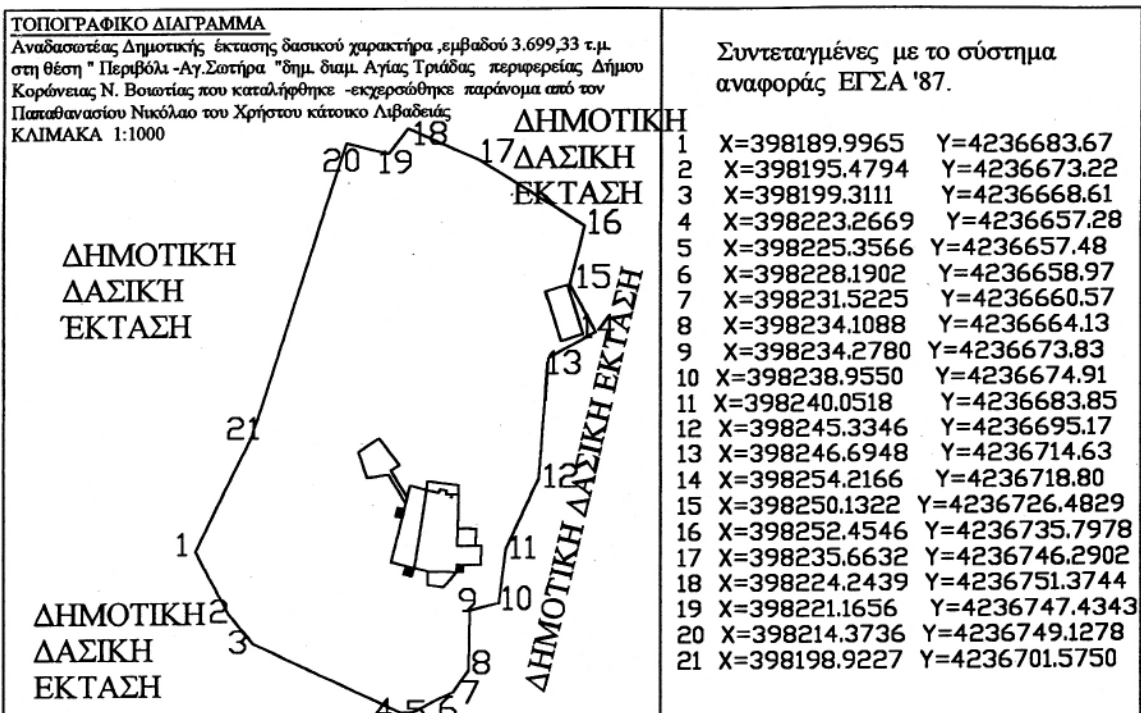 ΤΟΠΟΓΡΑΦΙΚΟ ΔΙΑΓΡΑΜΜΑ
Αναδασωτέας Δημοτικής έκτασης δασικού χαρακτήρα ,εμβαδού 3.699,33 τ.μ.
στη θέση " Περιβόλι -Αγ.Σωτήρα "δημ. διαμ. Αγίας Τριάδας περιφερείας Δήμου
Κορώνειας Ν. Βοιωτίας που καταλήφθηκε -εκχερσώθηκε παράνομα από τον
Παπαθανασίου Νικόλαο του Χρήστου κάτοικο Λιβαδειάς
ΚΛΙΜΑΚΑ 1:1000
ΔΗΜΟΤΙΚΗ
ΔΑΣΙΚΗ
ΕΚΤΑΣΗ
20
19
18
17
16
15
14
13
12
11
10
9
8
7
6
5
4
3
2
1
21
ΔΗΜΟΤΙΚΉ
ΔΑΣΙΚΉ
ΈΚΤΑΣΗ
ΔΗΜΟΤΙΚΗ
ΔΑΣΙΚΗ
ΕΚΤΑΣΗ
ΔΗΜΟΤΙΚΗ ΔΑΣΙΚΗ ΕΚΤΑΣΗ
Συντεταγμένες με το σύστημα
αναφοράς ΕΓΣΑ '87.
1 X=398189.9965 Y=4236683.67
2 X=398195.4794 Y=4236673.22
3 X=398199.3111 Y=4236668.61
4 X=398223.2669 Y=4236657.28
5 X=398225.3566 Y=4236657.48
6 X=398228.1902 Y=4236658.97
7 X=398231.5225 Y=4236660.57
8 X=398234.1088 Y=4236664.13
9 X=398234.2780 Y=4236673.83
10 X=398238.9550 Y=4236674.91
11 X=398240.0518 Y=4236683.85
12 X=398245.3346 Y=4236695.17
13 X=398246.6948 Y=4236714.63
14 X=398254.2166 Y=4236718.80
15 X=398250.1322 Y=4236726.4829
16 X=398252.4546 Y=4236735.7978
17 X=398235.6632 Y=4236746.2902
18 X=398224.2439 Y=4236751.3744
19 X=398221.1656 Y=4236747.4343
20 X=398214.3736 Y=4236749.1278
21 X=398198.9227 Y=4236701.5750